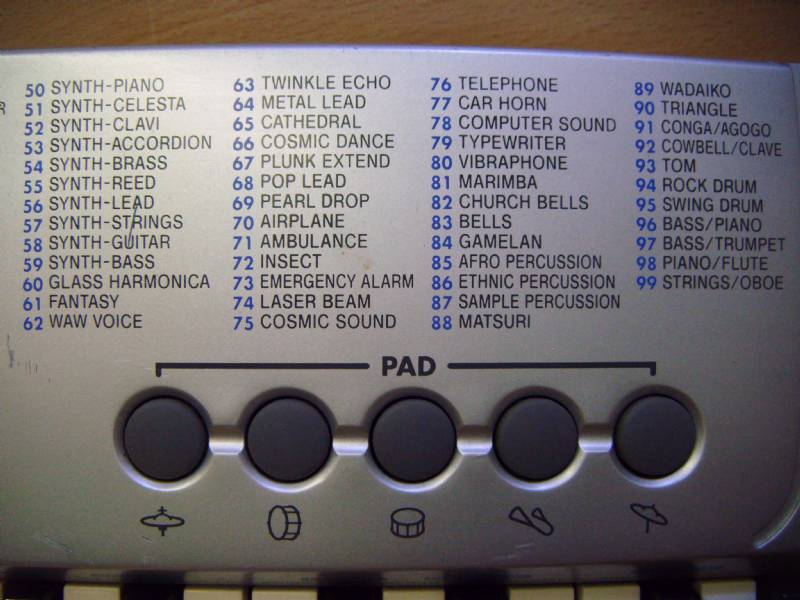 R
50 SYNTH-PIANO
51 SYNTH-CELESTA
52 SYNTH-CLAVI
53 SYNTH-ACCORDION
54 SYNTH-BRASS
55 SYNTH-REED
56 SYNTH-LEAD
57 SYNTH-STRINGS
58 SYNTH-GUITAR
59 SYNTH-BASS
60 GLASS HARMONICA
61 FANTASY
62 WAW VOICE
63 TWINKLE ECHO
64 METAL LEAD
65 CATHEDRAL
66 COSMIC DANCE
67 PLUNK EXTEND
68 POP LEAD
69 PEARL DROP
70 AIRPLANE
71 AMBULANCE
72 INSECT
73 EMERGENCY ALARM
74 LASER BEAM
75 COSMIC SOUND
76 TELEPHONE
77 CAR HORN
78 COMPUTER SOUND
79 TYPEWRITER
80 VIBRAPHONE
81 MARIMBA
82 CHURCH BELLS
83 BELLS
84 GAMELAN
85 AFRO PERCUSSION
86 ETHNIC PERCUSSION
87 SAMPLE PERCUSSION
88 MATSURI
89 WADAIKO
90 TRIANGLE
91 CONGA/AGOGO
92 COWBELL/CLAVE
93 TOM
94 ROCK DRUM
95 SWING DRUM
96 BASS/PIANO
97 BASS/TRUMPET
98 PIANO/FLUTE
99 STRINGS/OBOE
PAD